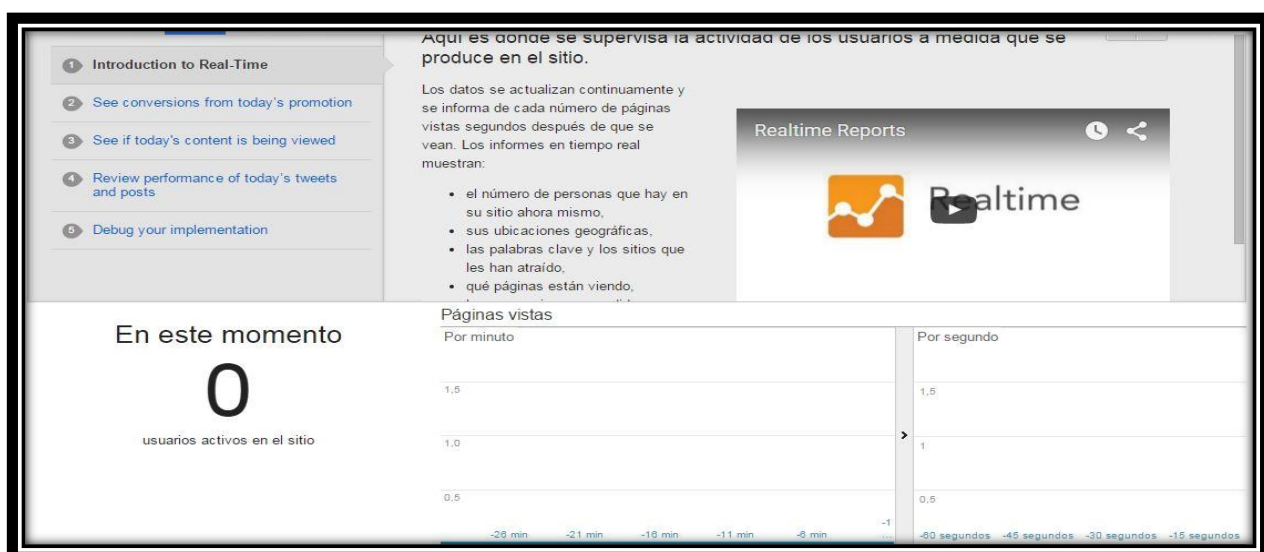 1 Introduction to Real-Time
2 See conversions from today's promotion
3 See if today's content is being viewed
4 Review performance of today's tweets
and posts
5 Debug your implementation
Aquí es donde se supervisa la actividad de los usuarios a medida que se
produce en el sitio.
Los datos se actualizan continuamente y
se informa de cada número de páginas
vistas segundos después de que se
vean. Los informes en tiempo real
muestran:
• el número de personas que hay en
su sitio ahora mismo,
• sus ubicaciones geográficas,
• las palabras clave y los sitios que
les han atraído,
• qué páginas están viendo,
Realtime Reports
Realtime
En este momento
0
usuarios activos en el sitio
Páginas vistas
Por minuto
1,5
1,0
0,5
-26 min -21 min -16 min -11 min -6 min -1
...
Por segundo
1,5
1
0,5
-60 segundos -45 segundos -30 segundos -15 segundos